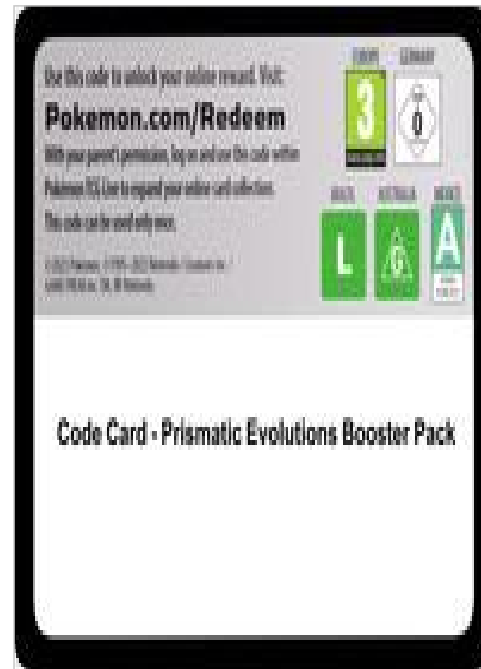 Use this code to unlock your online reward. Visit:
Pokemon.com/Redeem
With your parent's permission, log on and use this code within
Pokémon TCG Live to expand your online card collection.
This code can be used only once.
EUROPE GERMANY
3
0
BRAZIL AUSTRALIA MEXICO
L G A
Code Card - Prismatic Evolutions Booster Pack